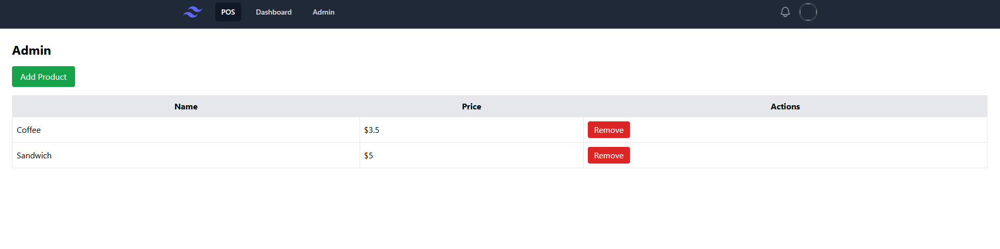 POS Dashboard Admin
Admin
Add Product
Name Price Actions
Coffee $3.5 Remove
Sandwich $5 Remove